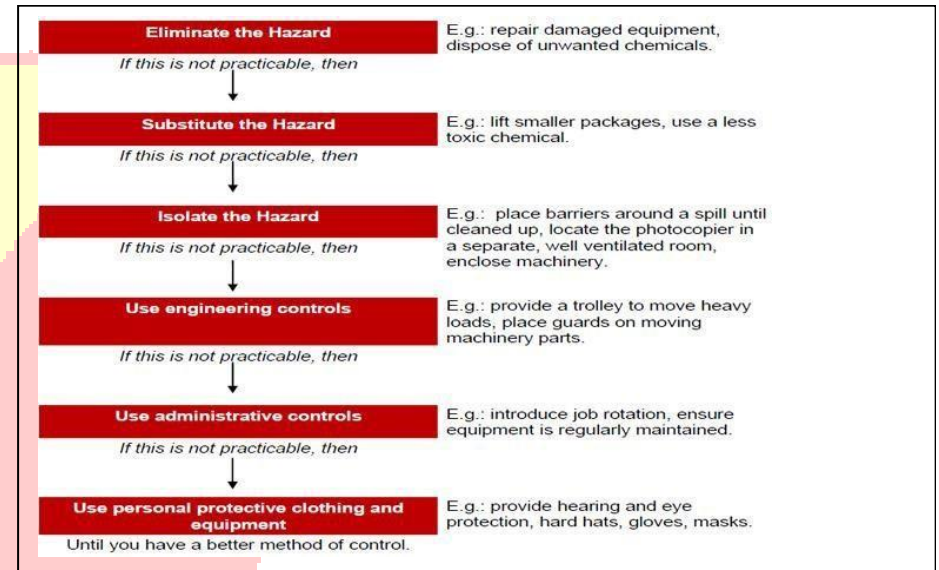 Eliminate the Hazard
E.g.: repair damaged equipment,
dispose of unwanted chemicals.
If this is not practicable, then
Substitute the Hazard
E.g.: lift smaller packages, use a less
toxic chemical.
If this is not practicable, then
Isolate the Hazard
E.g.: place barriers around a spill until
cleaned up, locate the photocopier in
a separate, well ventilated room,
enclose machinery.
If this is not practicable, then
Use engineering controls
E.g.: provide a trolley to move heavy
loads, place guards on moving
machinery parts.
If this is not practicable, then
Use administrative controls
E.g.: introduce job rotation, ensure
equipment is regularly maintained.
If this is not practicable, then
Use personal protective clothing and
equipment
E.g.: provide hearing and eye
protection, hard hats, gloves, masks.
Until you have a better method of control.